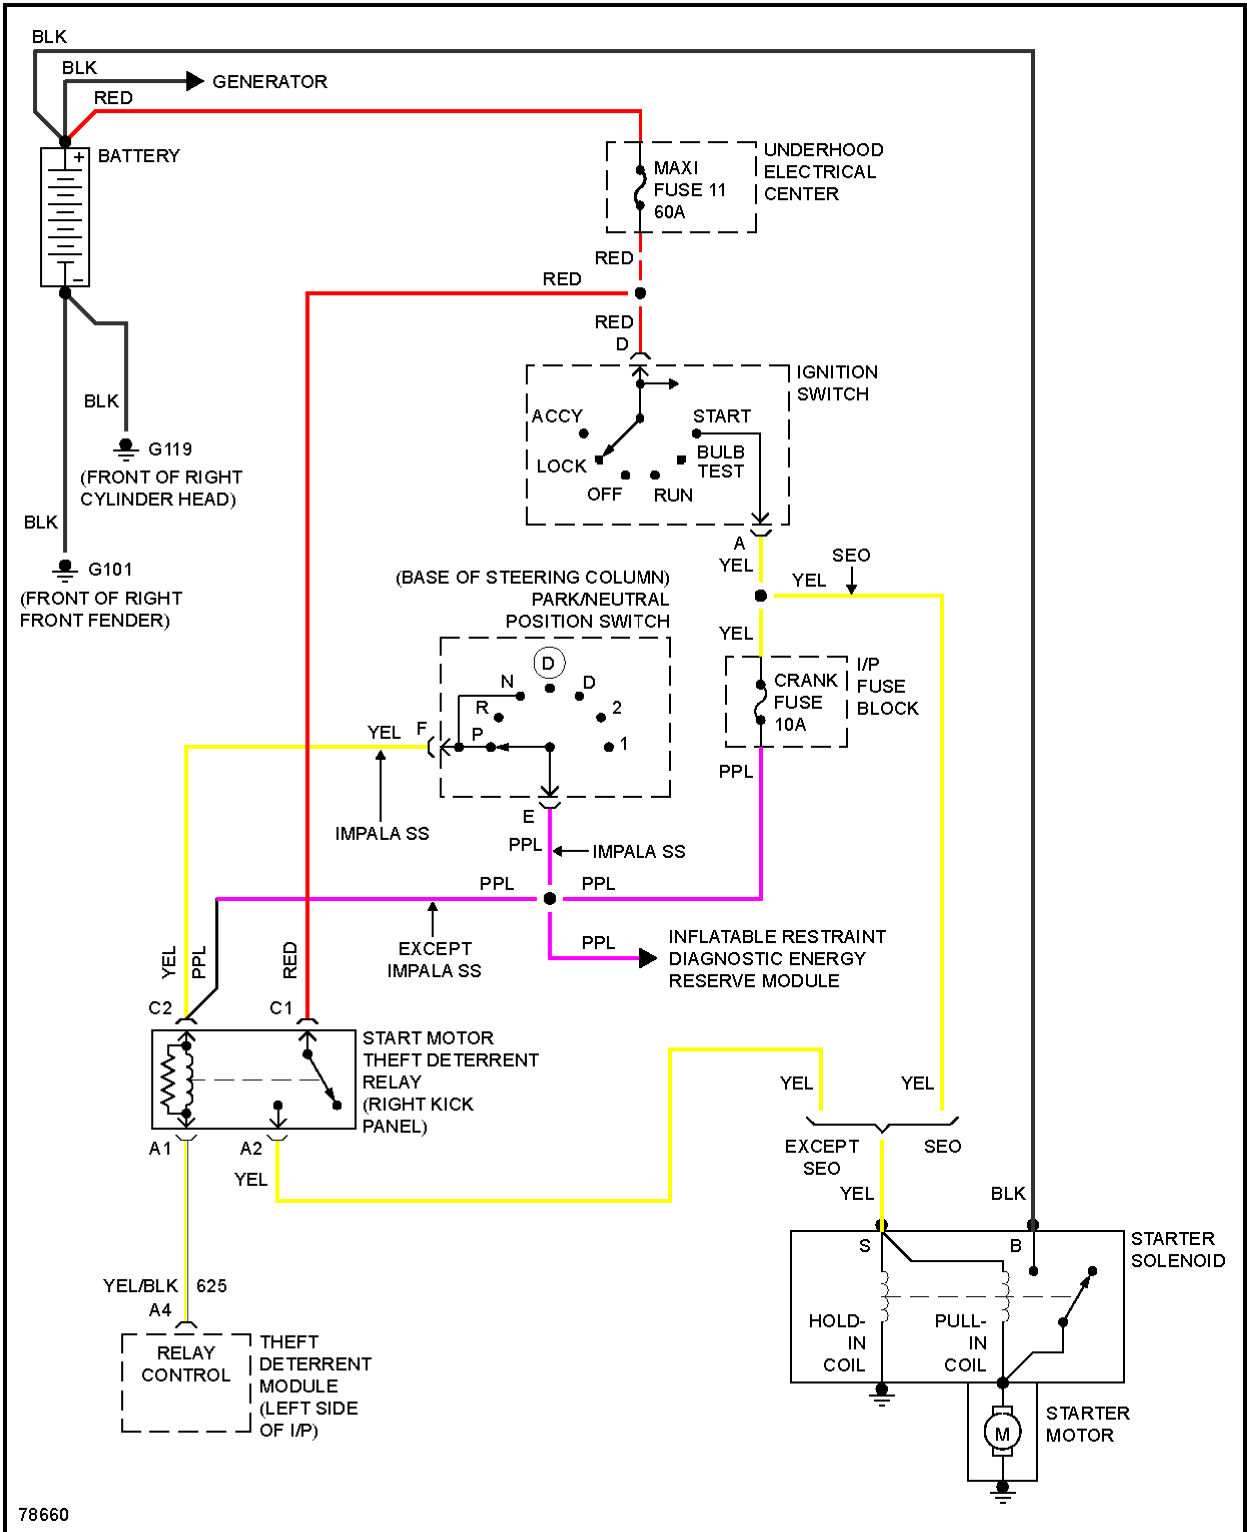 BLK
BLK
GENERATOR
RED
BATTERY
+
−
MAXI
FUSE 11
60A
UNDERHOOD
ELECTRICAL
CENTER
RED
RED
RED
D
IGNITION
SWITCH
ACCY
START
LOCK
BULB
TEST
OFF
RUN
BLK
G119
(FRONT OF RIGHT
CYLINDER HEAD)
BLK
G101
(FRONT OF RIGHT
FRONT FENDER)
A
YEL
SEO
YEL
(BASE OF STEERING COLUMN)
PARK/NEUTRAL
POSITION SWITCH
YEL
D
N
D
R
2
P
1
CRANK
FUSE
10A
I/P
FUSE
BLOCK
YEL
F
IMPALA SS
PPL
E
PPL
IMPALA SS
PPL
PPL
EXCEPT
IMPALA SS
PPL
INFLATABLE RESTRAINT
DIAGNOSTIC ENERGY
RESERVE MODULE
YEL
PPL
RED
C2
C1
START MOTOR
THEFT DETERRENT
RELAY
(RIGHT KICK
PANEL)
A1
A2
YEL
YEL
YEL
EXCEPT
SEO
SEO
YEL
BLK
S
B
STARTER
SOLENOID
HOLD-
IN
COIL
PULL-
IN
COIL
YEL/BLK
625
A4
RELAY
CONTROL
THEFT
DETERRENT
MODULE
(LEFT SIDE
OF I/P)
M
STARTER
MOTOR
78660